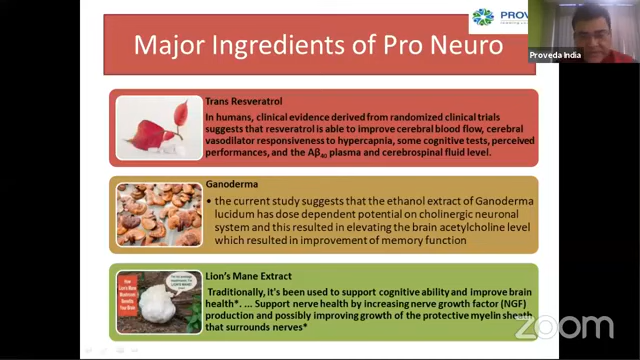 Major Ingredients of Pro Neuro
PROV
Proveda India
Trans Resveratrol
In humans, clinical evidence derived from randomized clinical trials
suggests that resveratrol is able to improve cerebral blood flow, cerebral
vasodilator responsiveness to hypercapnia, some cognitive tests, perceived
performances, and the Aβ40 plasma and cerebrospinal fluid level.
Ganoderma
• the current study suggests that the ethanol extract of Ganoderma
lucidum has dose dependent potential on cholinergic neuronal
system and this resulted in elevating the brain acetylcholine level
which resulted in improvement of memory function
Lion's Mane Extract
Traditionally, it's been used to support cognitive ability and improve brain
health*. ... Support nerve health by increasing nerve growth factor (NGF)
production and possibly improving growth of the protective myelin sheath
that surrounds nerves*
zoom